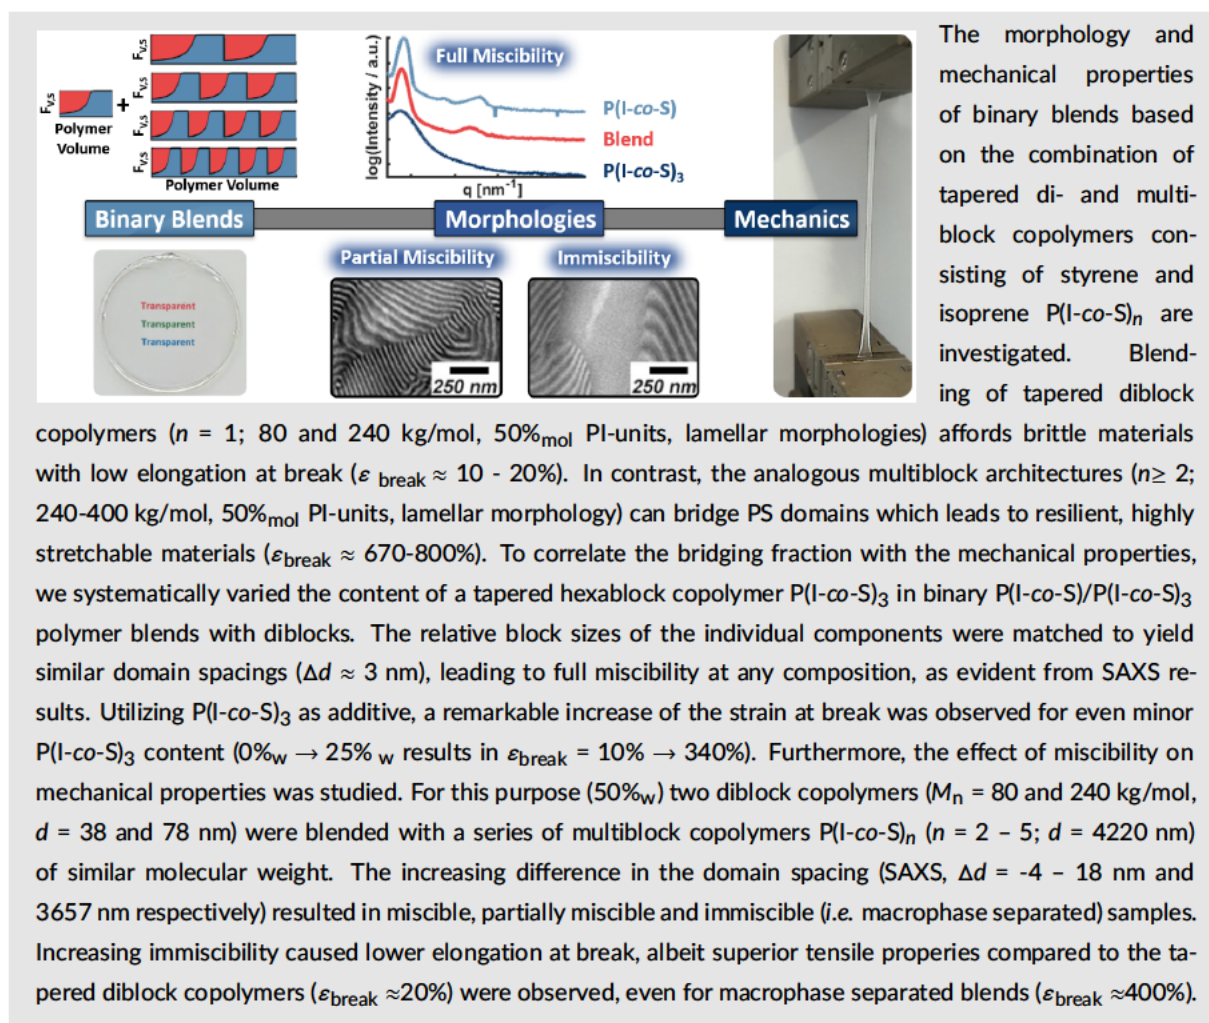 F_V,S
F_V,S
F_V,S
F_V,S
F_V,S
+
Polymer
Volume
Polymer Volume
log(Intensity / a.u.)
Full Miscibility
P(I-co-S)
Blend
P(I-co-S)₃
q [nm⁻¹]
Binary Blends
Morphologies
Mechanics
Partial Miscibility
Immiscibility
Transparent
Transparent
Transparent
250 nm
250 nm
The morphology and
mechanical properties
of binary blends based
on the combination of
tapered di- and multi-
block copolymers con-
sisting of styrene and
isoprene P(I-co-S)n are
investigated. Blend-
ing of tapered diblock
copolymers (n = 1; 80 and 240 kg/mol, 50%mol PI-units, lamellar morphologies) affords brittle materials
with low elongation at break (ε break ≈ 10 - 20%). In contrast, the analogous multiblock architectures (n≥ 2;
240-400 kg/mol, 50%mol PI-units, lamellar morphology) can bridge PS domains which leads to resilient, highly
stretchable materials (εbreak ≈ 670-800%). To correlate the bridging fraction with the mechanical properties,
we systematically varied the content of a tapered hexablock copolymer P(I-co-S)₃ in binary P(I-co-S)/P(I-co-S)₃
polymer blends with diblocks. The relative block sizes of the individual components were matched to yield
similar domain spacings (Δd ≈ 3 nm), leading to full miscibility at any composition, as evident from SAXS re-
sults. Utilizing P(I-co-S)₃ as additive, a remarkable increase of the strain at break was observed for even minor
P(I-co-S)₃ content (0%w → 25% w results in εbreak = 10% → 340%). Furthermore, the effect of miscibility on
mechanical properties was studied. For this purpose (50%w) two diblock copolymers (Mn = 80 and 240 kg/mol,
d = 38 and 78 nm) were blended with a series of multiblock copolymers P(I-co-S)n (n = 2 – 5; d = 4220 nm)
of similar molecular weight. The increasing difference in the domain spacing (SAXS, Δd = -4 – 18 nm and
3657 nm respectively) resulted in miscible, partially miscible and immiscible (i.e. macrophase separated) samples.
Increasing immiscibility caused lower elongation at break, albeit superior tensile properies compared to the ta-
pered diblock copolymers (εbreak ≈20%) were observed, even for macrophase separated blends (εbreak ≈400%).